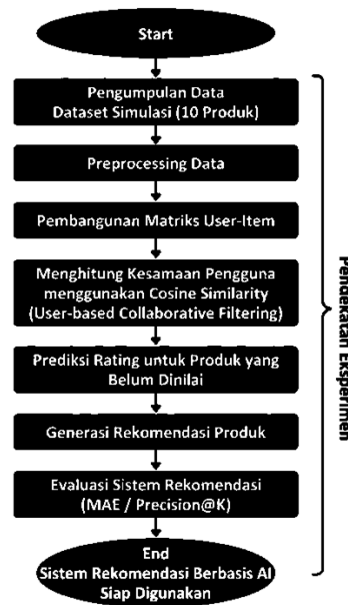 Start
Pengumpulan Data
Dataset Simulasi (10 Produk)
Preprocessing Data
Pembangunan Matriks User-Item
Menghitung Kesamaan Pengguna
menggunakan Cosine Similarity
(User-based Collaborative Filtering)
Prediksi Rating untuk Produk yang
Belum Dinilai
Generasi Rekomendasi Produk
Evaluasi Sistem Rekomendasi
(MAE / Precision@K)
End
Sistem Rekomendasi Berbasis AI
Siap Digunakan
Pendekatan Eksperimen